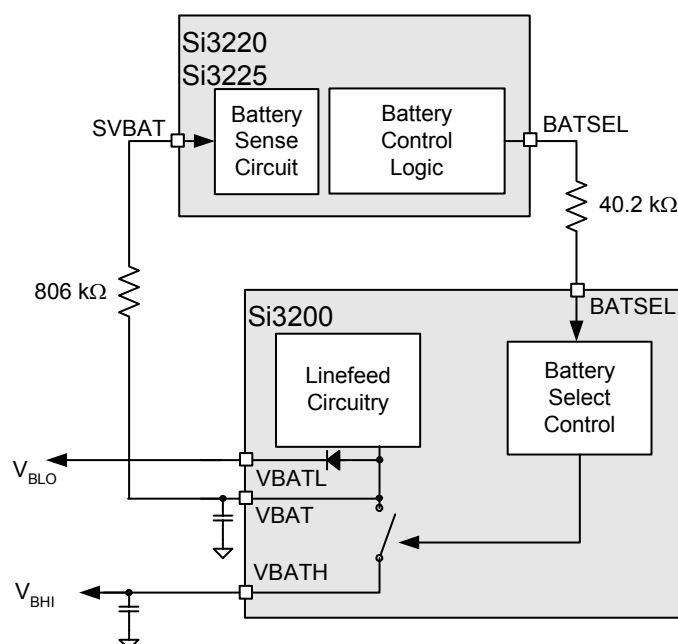 Si3220
Si3225
SVBAT
Battery
Sense
Circuit
Battery
Control
Logic
BATSEL
40.2 kΩ
806 kΩ
BATSEL
Si3200
Linefeed
Circuitry
Battery
Select
Control
VBLO
VBATL
VBAT
VBATH
VBHI